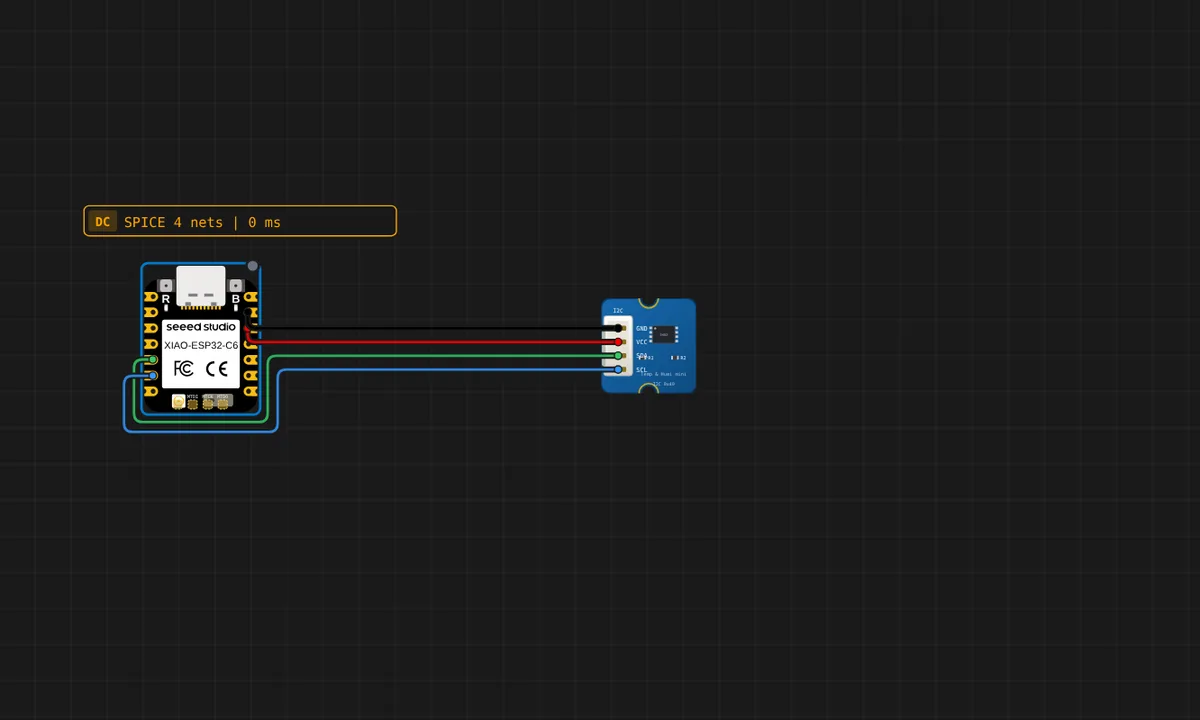 DC SPICE 4 nets | 0 ms
R B
seeed studio
XIAO-ESP32-C6
FC CE
I2C
GND
VCC
SDA
SCL